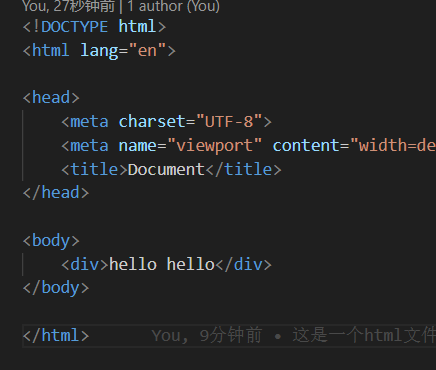 You, 27秒钟前 | 1 author (You)
<!DOCTYPE html>
<html lang="en">
<head>
<meta charset="UTF-8">
<meta name="viewport" content="width=de
<title>Document</title>
</head>
<body>
<div>hello hello</div>
</body>
</html> You, 9分钟前 • 这是一个html文件